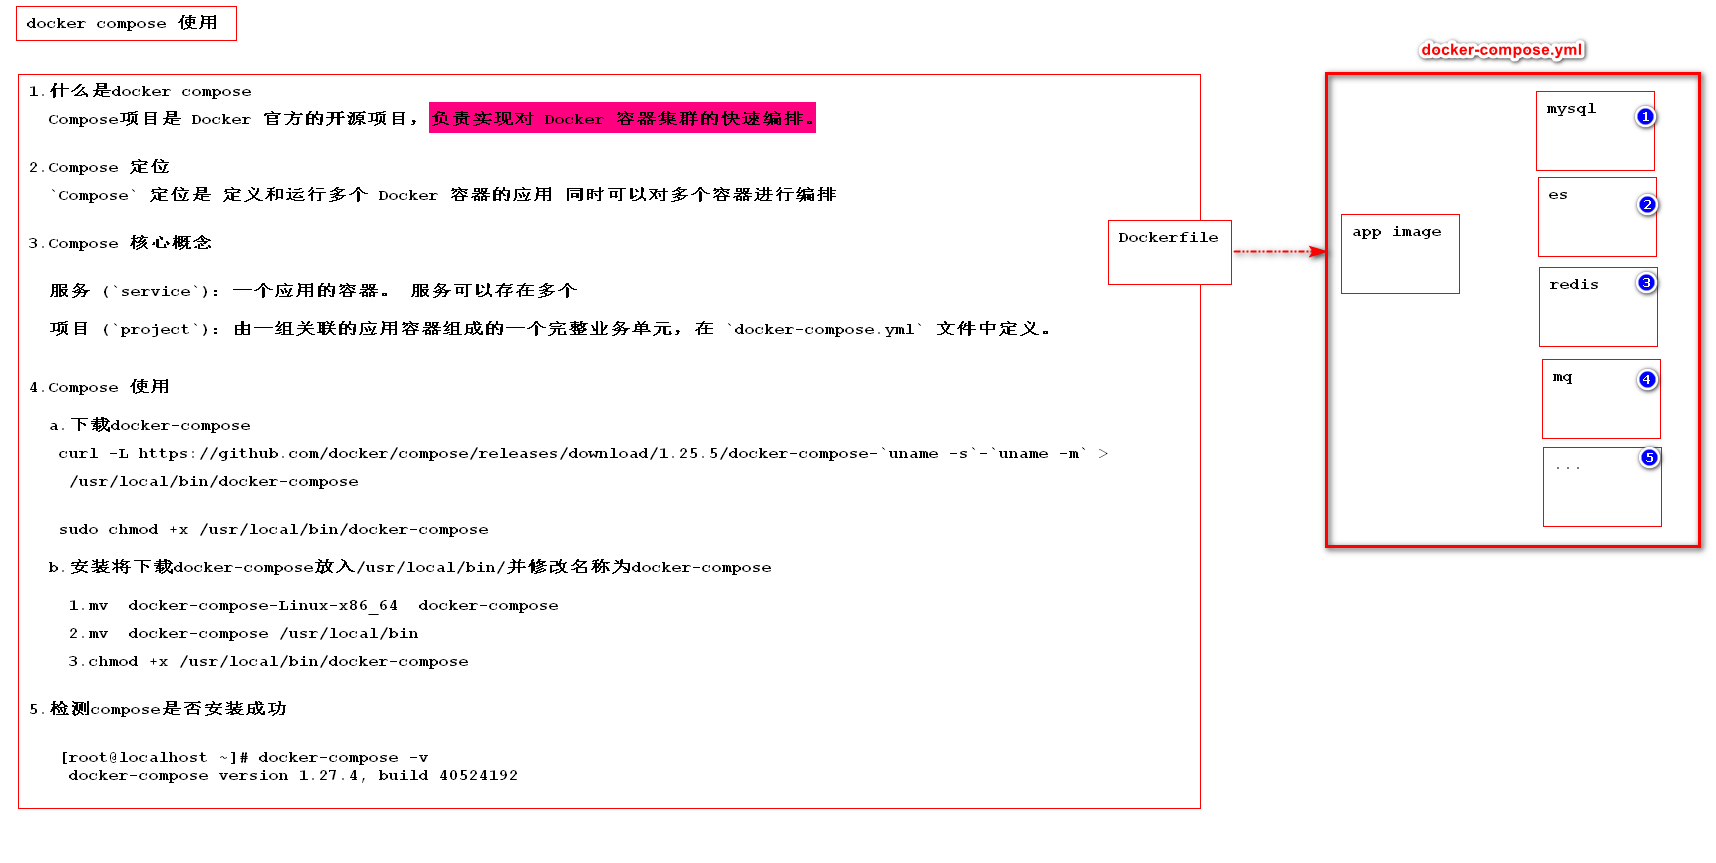 docker compose 使用
docker-compose.yml
1.什么是docker compose
Compose项目是 Docker 官方的开源项目，负责实现对 Docker 容器集群的快速编排。
2.Compose 定位
`Compose` 定位是 定义和运行多个 Docker 容器的应用 同时可以对多个容器进行编排
3.Compose 核心概念
服务 (`service`)：一个应用的容器。 服务可以存在多个
项目 (`project`)：由一组关联的应用容器组成的一个完整业务单元，在 `docker-compose.yml` 文件中定义。
4.Compose 使用
a.下载docker-compose
curl -L https://github.com/docker/compose/releases/download/1.25.5/docker-compose-`uname -s`-`uname -m` >
/usr/local/bin/docker-compose
sudo chmod +x /usr/local/bin/docker-compose
b.安装将下载docker-compose放入/usr/local/bin/并修改名称为docker-compose
1.mv  docker-compose-Linux-x86_64  docker-compose
2.mv  docker-compose /usr/local/bin
3.chmod +x /usr/local/bin/docker-compose
5.检测compose是否安装成功
[root@localhost ~]# docker-compose -v
docker-compose version 1.27.4, build 40524192
Dockerfile
app image
mysql 1
es 2
redis 3
mq 4
... 5